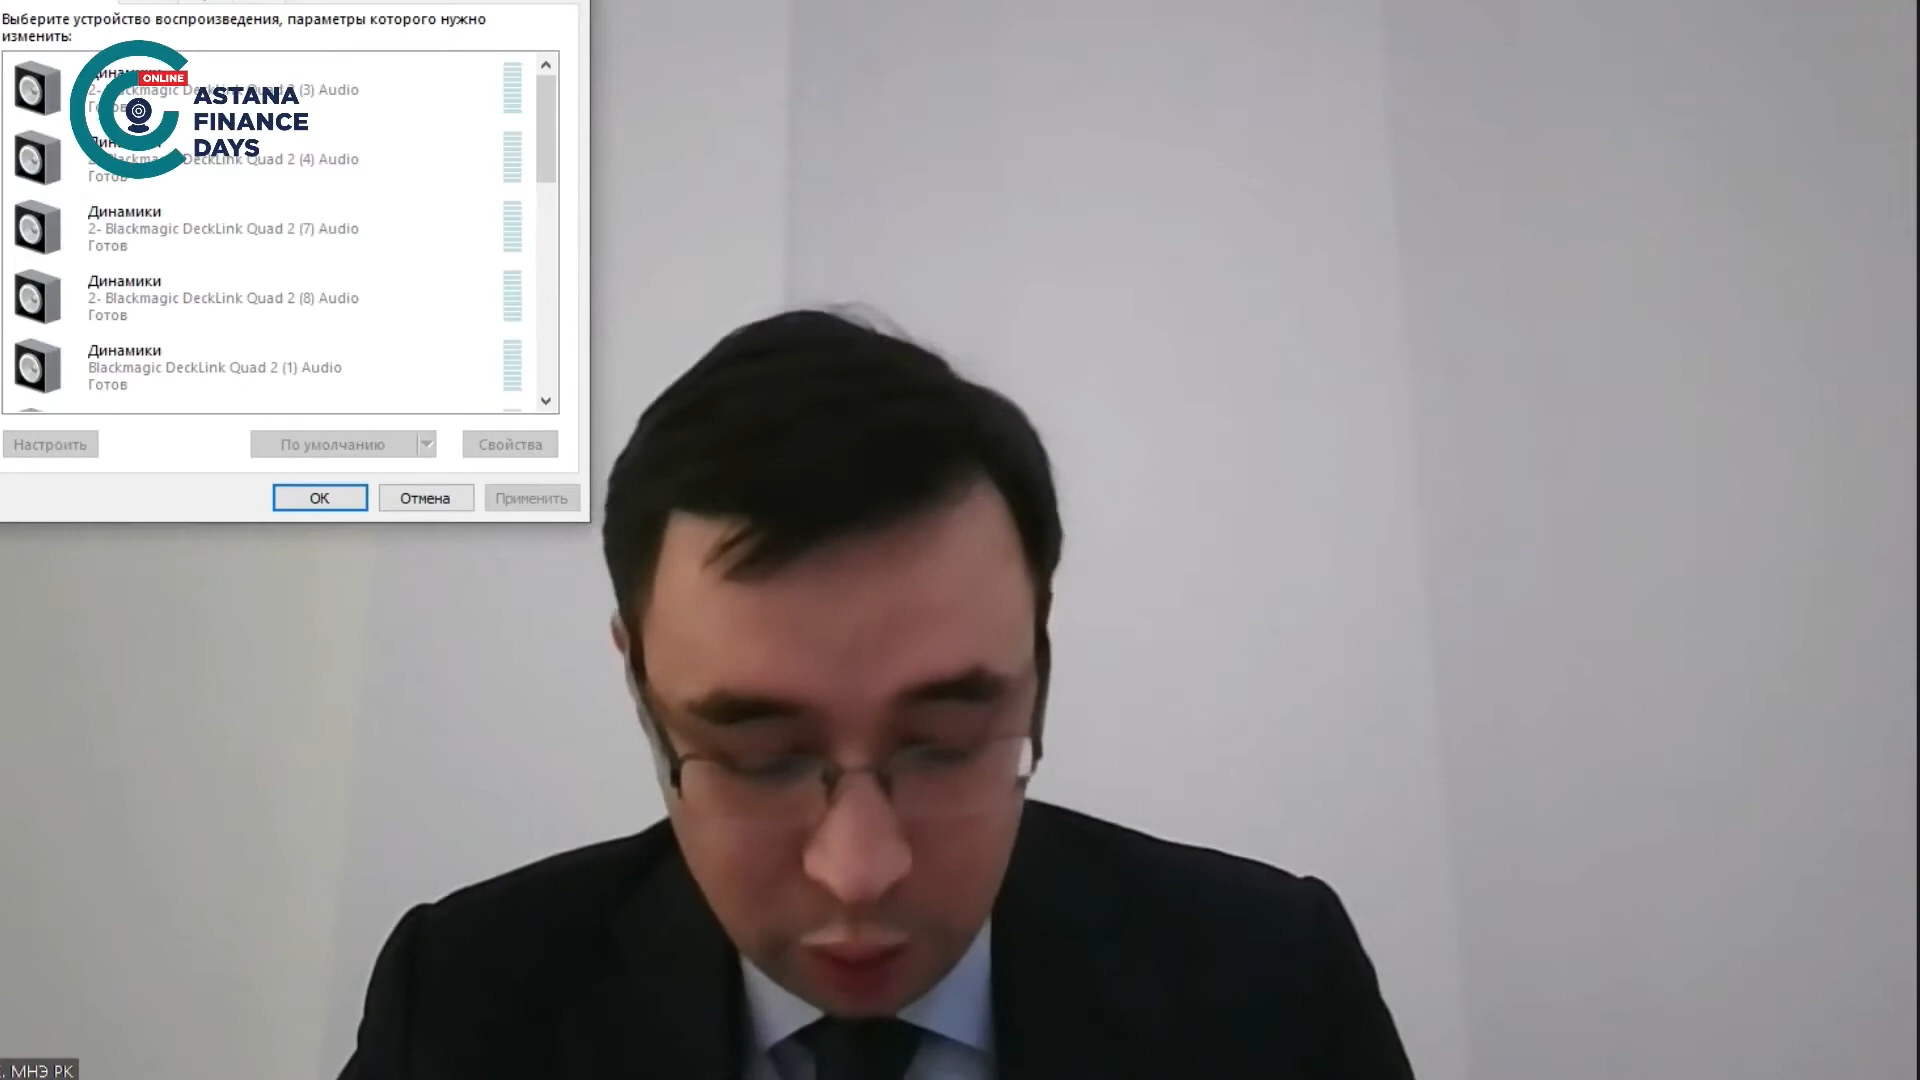 Выберите устройство воспроизведения, параметры которого нужно
изменить:
ONLINE
ASTANA
FINANCE
DAYS
(3) Audio
DeckLink Quad 2 (4) Audio
Динамики
2- Blackmagic DeckLink Quad 2 (7) Audio
Готов
Динамики
2- Blackmagic DeckLink Quad 2 (8) Audio
Готов
Динамики
Blackmagic DeckLink Quad 2 (1) Audio
Готов
Настроить
По умолчанию
Свойства
ОК
Отмена
Применить
МНЭ РК